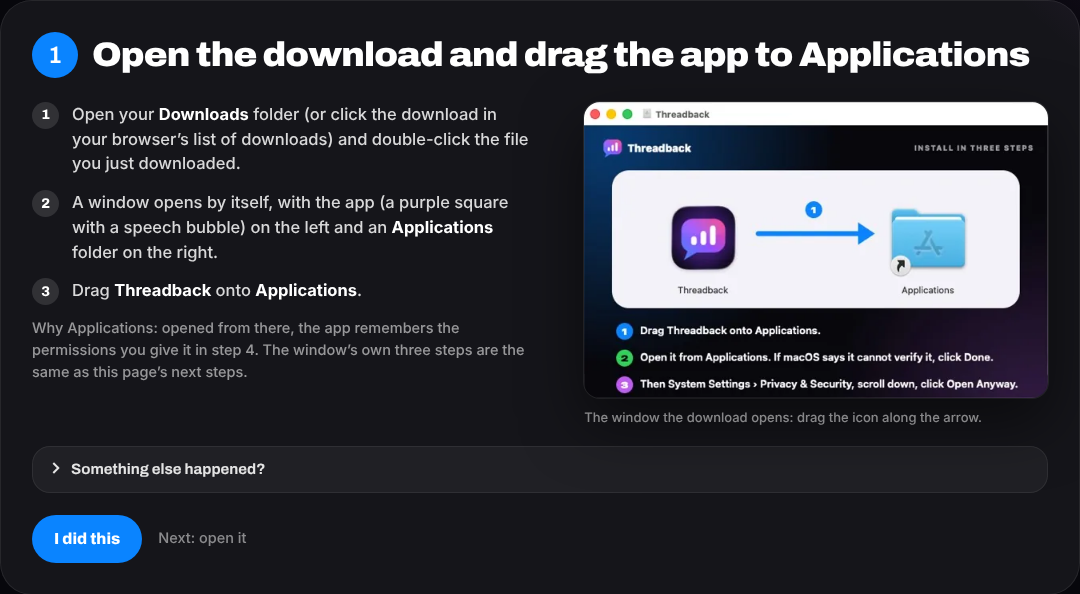 1 Open the download and drag the app to Applications
1 Open your Downloads folder (or click the download in
your browser’s list of downloads) and double-click the file
you just downloaded.
2 A window opens by itself, with the app (a purple square
with a speech bubble) on the left and an Applications
folder on the right.
3 Drag Threadback onto Applications.
Why Applications: opened from there, the app remembers the
permissions you give it in step 4. The window’s own three steps are the
same as this page’s next steps.
Threadback
Threadback
INSTALL IN THREE STEPS
1
Threadback
Applications
1 Drag Threadback onto Applications.
2 Open it from Applications. If macOS says it cannot verify it, click Done.
3 Then System Settings › Privacy & Security, scroll down, click Open Anyway.
The window the download opens: drag the icon along the arrow.
Something else happened?
I did this
Next: open it